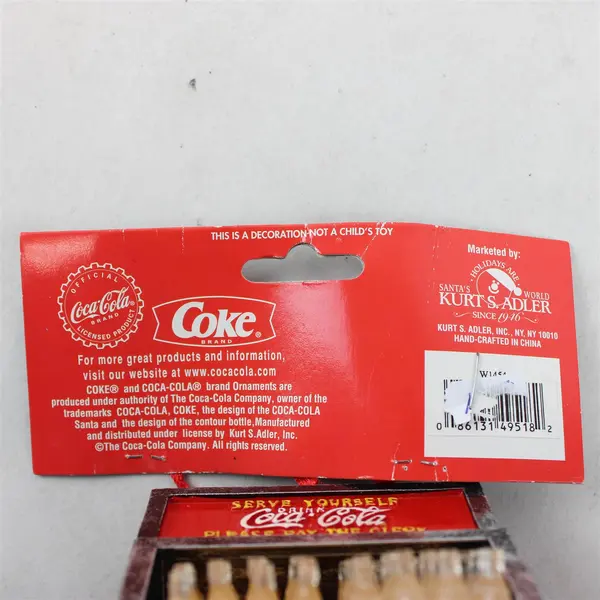 THIS IS A DECORATION NOT A CHILD'S TOY
OFFICIAL
Coca-Cola
BRAND
LICENSED PRODUCT
Coke®
BRAND
For more great products and information,
visit our website at www.cocacola.com
COKE® and COCA-COLA® brand Ornaments are
produced under authority of The Coca-Cola Company, owner of the
trademarks COCA-COLA, COKE, the design of the COCA-COLA
Santa and the design of the contour bottle, Manufactured
and distributed under license by Kurt S.Adler, Inc.
©The Coca-Cola Company. All rights reserved.
Marketed by:
HOLIDAYS ARE
SANTA'S WORLD
KURT S. ADLER
SINCE 1946
KURT S. ADLER, INC, NY, NY 10010
HAND-CRAFTED IN CHINA
0 86131 49518 2
SERVE YOURSELF
DRINK
Coca-Cola
PLEASE PAY THE CLERK